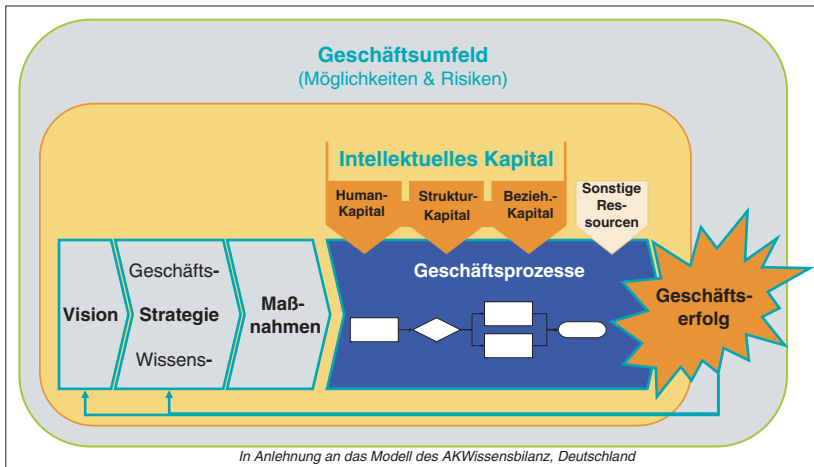 Geschäftsumfeld
(Möglichkeiten & Risiken)
Intellektuelles Kapital
Human-
Kapital
Struktur-
Kapital
Bezieh.-
Kapital
Sonstige
Res-
sourcen
Vision
Geschäfts-
Strategie
Wissens-
Maß-
nahmen
Geschäftsprozesse
Geschäfts-
erfolg
In Anlehnung an das Modell des AKWissensbilanz, Deutschland